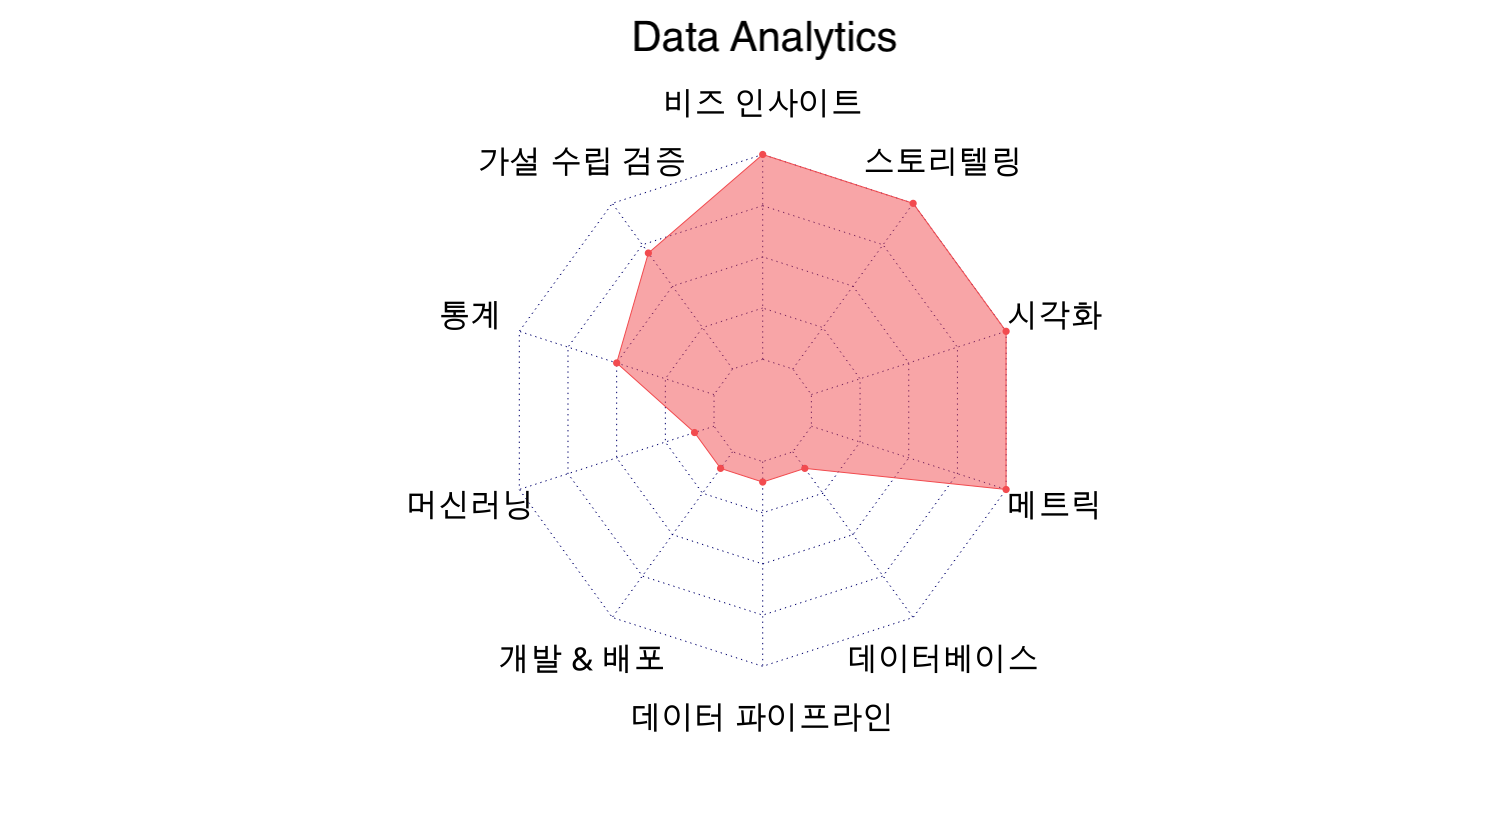 Data Analytics
비즈 인사이트
가설 수립 검증
스토리텔링
통계
시각화
머신러닝
메트릭
개발 & 배포
데이터베이스
데이터 파이프라인